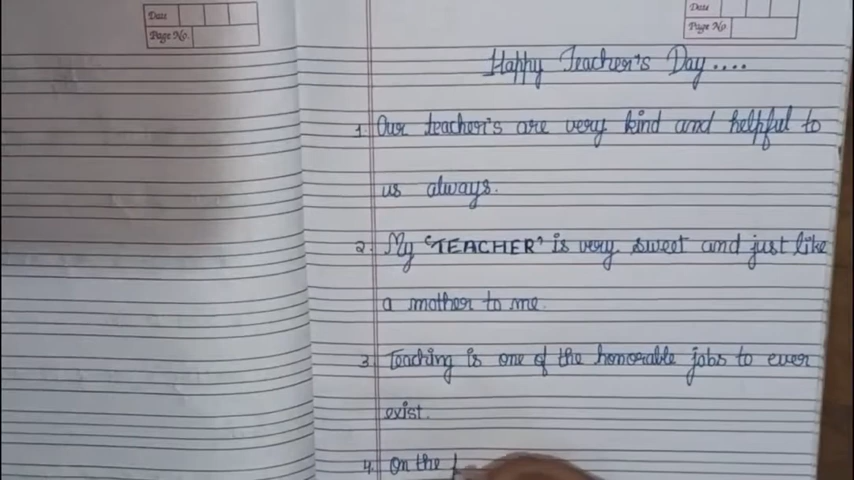 Date
Page No.
Date
Page No.
Happy Teacher's Day....
1. Our teacher's are very kind and helpful to
us always.
2. My "TEACHER" is very sweet and just like
a mother to me.
3. Teaching is one of the honorable jobs to ever
exist.
4. On the